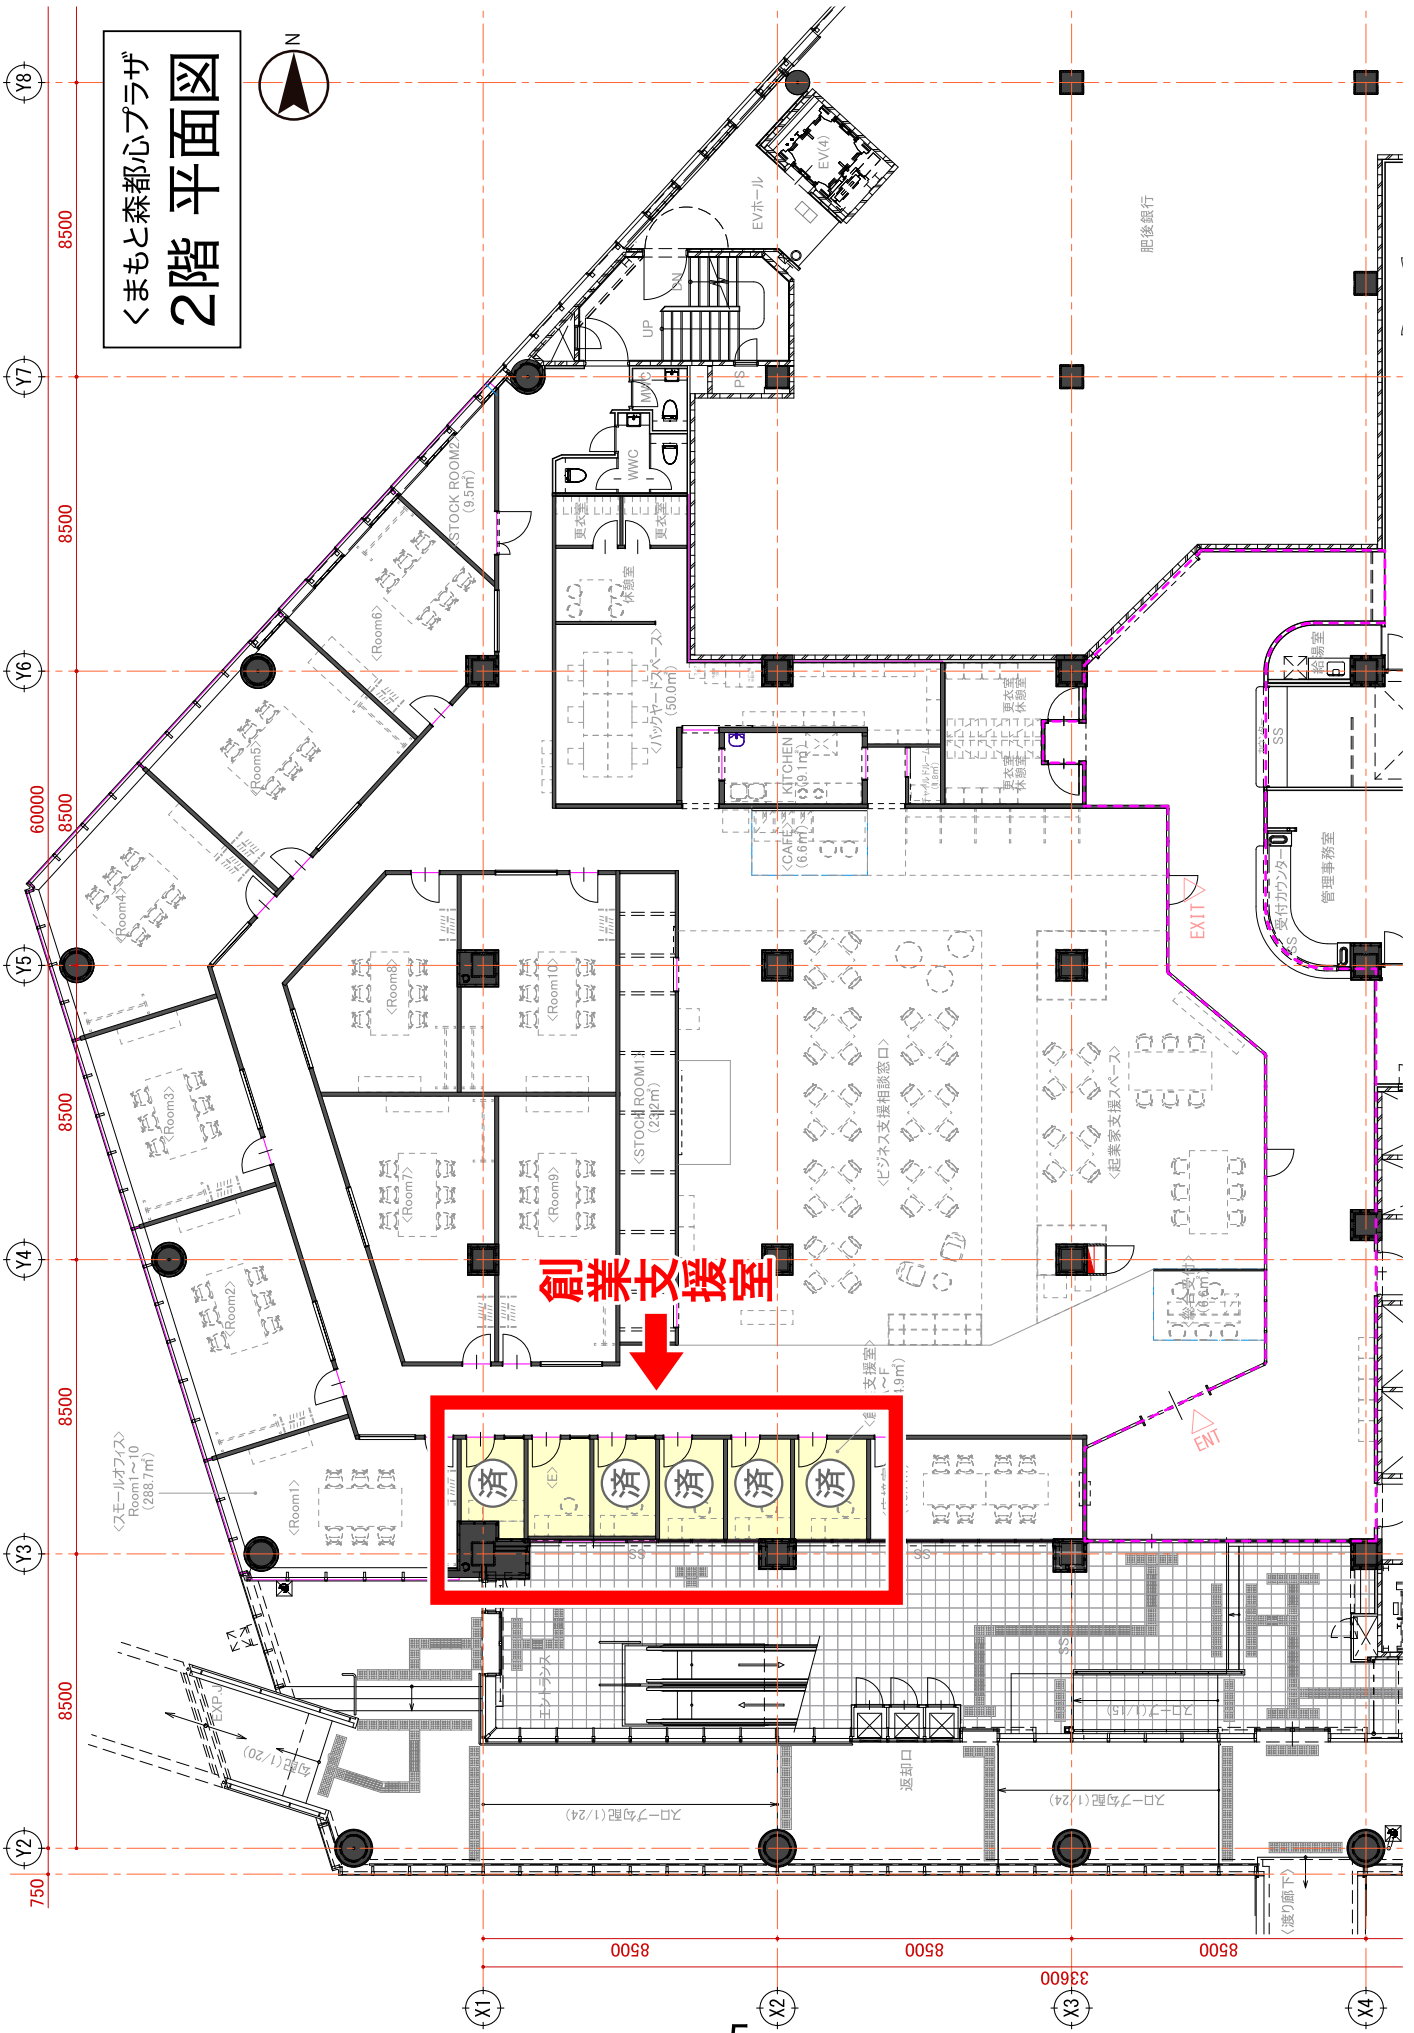 くまもと森都心プラザ
2階 平面図
N
Y8
Y7
Y6
Y5
Y4
Y3
Y2
8500
8500
8500
8500
8500
8500
60000
750
EV(4)
EVホール
肥後銀行
DN
UP
PS
MWC
WWC
更衣室
更衣室
休憩室
〈STOCK ROOM2〉
(9.5㎡)
〈Room6〉
〈Room5〉
〈Room4〉
〈Room3〉
〈Room2〉
〈Room1〉
〈Room8〉
〈Room10〉
〈Room7〉
〈Room9〉
〈バックヤードスペース〉
(50.0㎡)
KITCHEN
(9.1㎡)
〈CAFE〉
(6.6㎡)
更衣室
休憩室
更衣室
休憩室
給湯室
SS
受付カウンター
SS
管理事務室
EXIT
〈STOCK ROOM1〉
(23.2㎡)
〈ビジネス支援相談窓口〉
〈起業家支援スペース〉
創業支援室
支援室〉
～F
ENT
〈スモールオフィス〉
Room1～10
(288.7㎡)
済
〈E〉
済
済
済
済
SS
SS
SS
エントランス
EXP.J
勾配(1/20)
スロープ(1/15)
返却口
スロープ勾配(1/24)
スロープ勾配(1/24)
〈渡り廊下〉
8500
8500
8500
33600
X1
X2
X3
X4